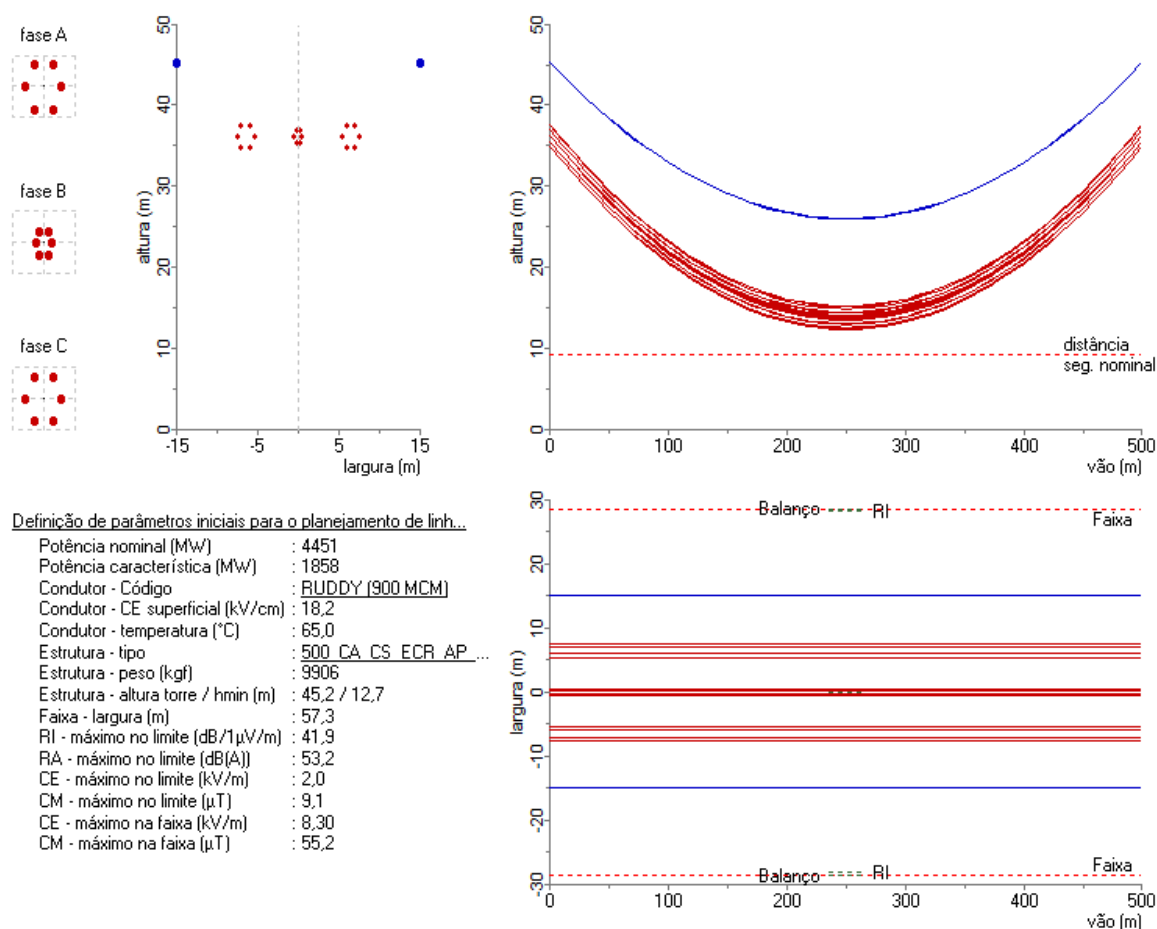 fase A
fase B
fase C
50
40
30
20
10
0
altura (m)
-15
-5
5
15
largura (m)
50
40
30
20
10
0
altura (m)
distância
seg. nominal
0
100
200
300
400
500
vão (m)
Definição de parâmetros iniciais para o planejamento de linh...
Potência nominal (MW) : 4451
Potência característica (MW) : 1858
Condutor - Código : RUDDY (900 MCM)
Condutor - CE superficial (kV/cm) : 18,2
Condutor - temperatura (°C) : 65,0
Estrutura - tipo : 500_CA_CS_ECR_AP_...
Estrutura - peso (kgf) : 9906
Estrutura - altura torre / hmin (m) : 45,2 / 12,7
Faixa - largura (m) : 57,3
RI - máximo no limite (dB/1µV/m) : 41,9
RA - máximo no limite (dB(A)) : 53,2
CE - máximo no limite (kV/m) : 2,0
CM - máximo no limite (µT) : 9,1
CE - máximo na faixa (kV/m) : 8,30
CM - máximo na faixa (µT) : 55,2
30
20
10
0
-10
-20
-30
largura (m)
Balanço
RI
Faixa
Balanço
RI
Faixa
0
100
200
300
400
500
vão (m)